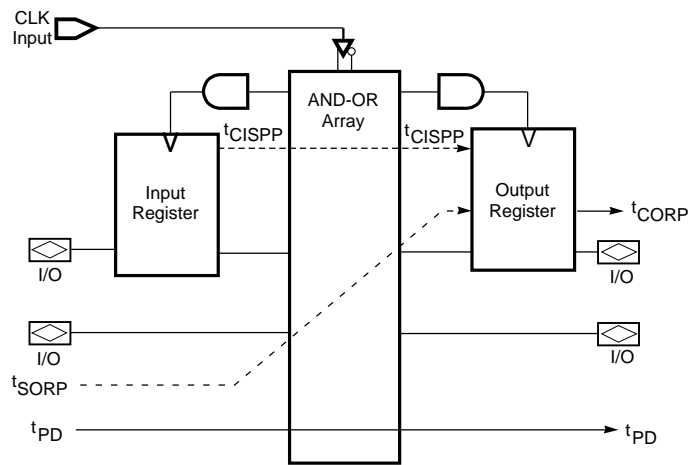 CLK
Input
AND-OR
Array
tCISPP
tCISPP
Input
Register
Output
Register
tCORP
I/O
I/O
I/O
I/O
tSORP
tPD
tPD